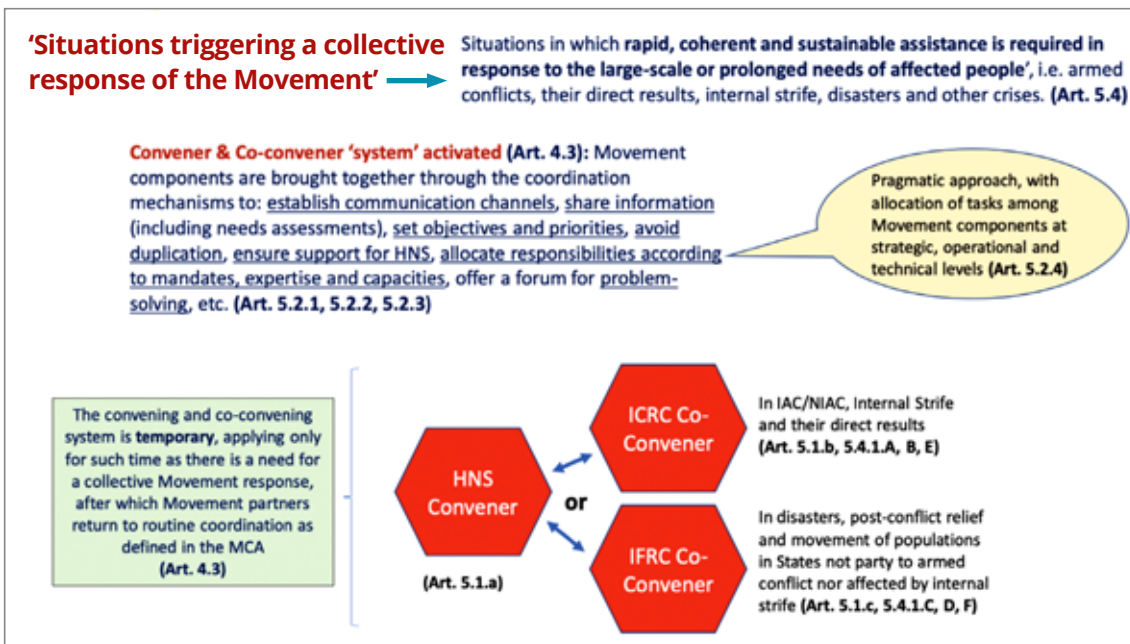 ‘Situations triggering a collective
response of the Movement’
Situations in which rapid, coherent and sustainable assistance is required in
response to the large-scale or prolonged needs of affected people’, i.e. armed
conflicts, their direct results, internal strife, disasters and other crises. (Art. 5.4)
Convener & Co-convener ‘system’ activated (Art. 4.3): Movement
components are brought together through the coordination
mechanisms to: establish communication channels, share information
(including needs assessments), set objectives and priorities, avoid
duplication, ensure support for HNS, allocate responsibilities according
to mandates, expertise and capacities, offer a forum for problem-
solving, etc. (Art. 5.2.1, 5.2.2, 5.2.3)
Pragmatic approach, with
allocation of tasks among
Movement components at
strategic, operational and
technical levels (Art. 5.2.4)
The convening and co-convening
system is temporary, applying only
for such time as there is a need for
a collective Movement response,
after which Movement partners
return to routine coordination as
defined in the MCA
(Art. 4.3)
HNS
Convener
(Art. 5.1.a)
or
ICRC Co-
Convener
In IAC/NIAC, Internal Strife
and their direct results
(Art. 5.1.b, 5.4.1.A, B, E)
IFRC Co-
Convener
In disasters, post-conflict relief
and movement of populations
in States not party to armed
conflict nor affected by internal
strife (Art. 5.1.c, 5.4.1.C, D, F)